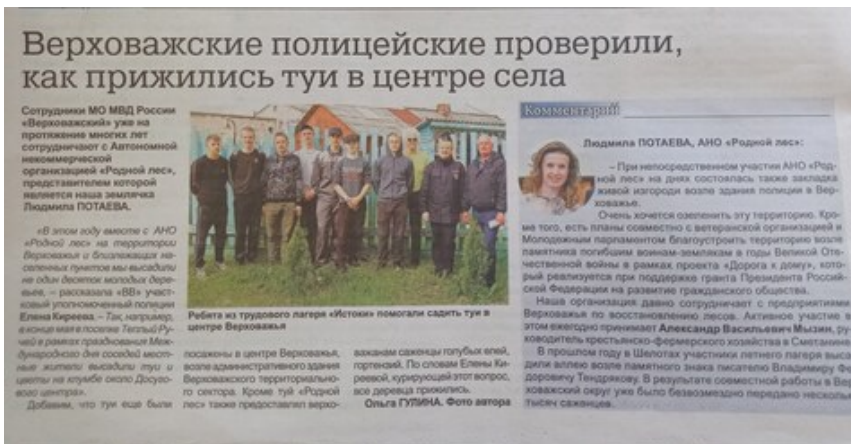 Верховажские полицейские проверили,
как прижились туи в центре села
Сотрудники МО МВД России
«Верховажский» уже на
протяжение многих лет
сотрудничают с Автономной
некоммерческой
организацией «Родной лес»,
представителем которой
является наша землячка
Людмила ПОТАЕВА.
«В этом году вместе с АНО
«Родной лес» на территории
Верховажья и близлежащих на-
селенных пунктов мы высадили
не один десяток молодых дере-
вьев, – рассказала «ВВ» участ-
ковый уполномоченный полиции
Елена Киреева. – Так, например,
в конце мая в поселке Теплый Ру-
чей в рамках празднования Меж-
дународного дня соседей мест-
ные жители высадили туи и
цветы на клумбе около Досуго-
вого центра».
Добавим, что туи еще были
Ребята из трудового лагеря «Истоки» помогали садить туи в
центре Верховажья
посажены в центре Верховажья,
возле административного здания
Верховажского территориально-
го сектора. Кроме туй «Родной
лес» также предоставил верхо-
важанам саженцы голубых елей,
гортензий. По словам Елены Ки-
реевой, курирующей этот вопрос,
все деревца прижились.
Ольга ГУЛИНА. Фото автора
Комментарий
Людмила ПОТАЕВА, АНО «Родной лес»:
– При непосредственном участии АНО «Род-
ной лес» на днях состоялась также закладка
живой изгороди возле здания полиции в Вер-
ховажье.
Очень хочется озеленить эту территорию. Кро-
ме того, есть планы совместно с ветеранской организацией и
Молодежным парламентом благоустроить территорию возле
памятника погибшим воинам-землякам в годы Великой Оте-
чественной войны в рамках проекта «Дорога к дому», кото-
рый реализуется при поддержке гранта Президента Россий-
ской Федерации на развитие гражданского общества.
Наша организация давно сотрудничает с предприятиями
Верховажья по восстановлению лесов. Активное участие в
этом ежегодно принимает Александр Васильевич Мызин, ру-
ководитель крестьянско-фермерского хозяйства в Сметанине
В прошлом году в Шелотах участники летнего лагеря выса-
дили аллею возле памятного знака писателю Владимиру Фе-
доровичу Тендрякову. В результате совместной работы в Вер-
ховажский округ уже было безвозмездно передано несколь
тысяч саженцев.